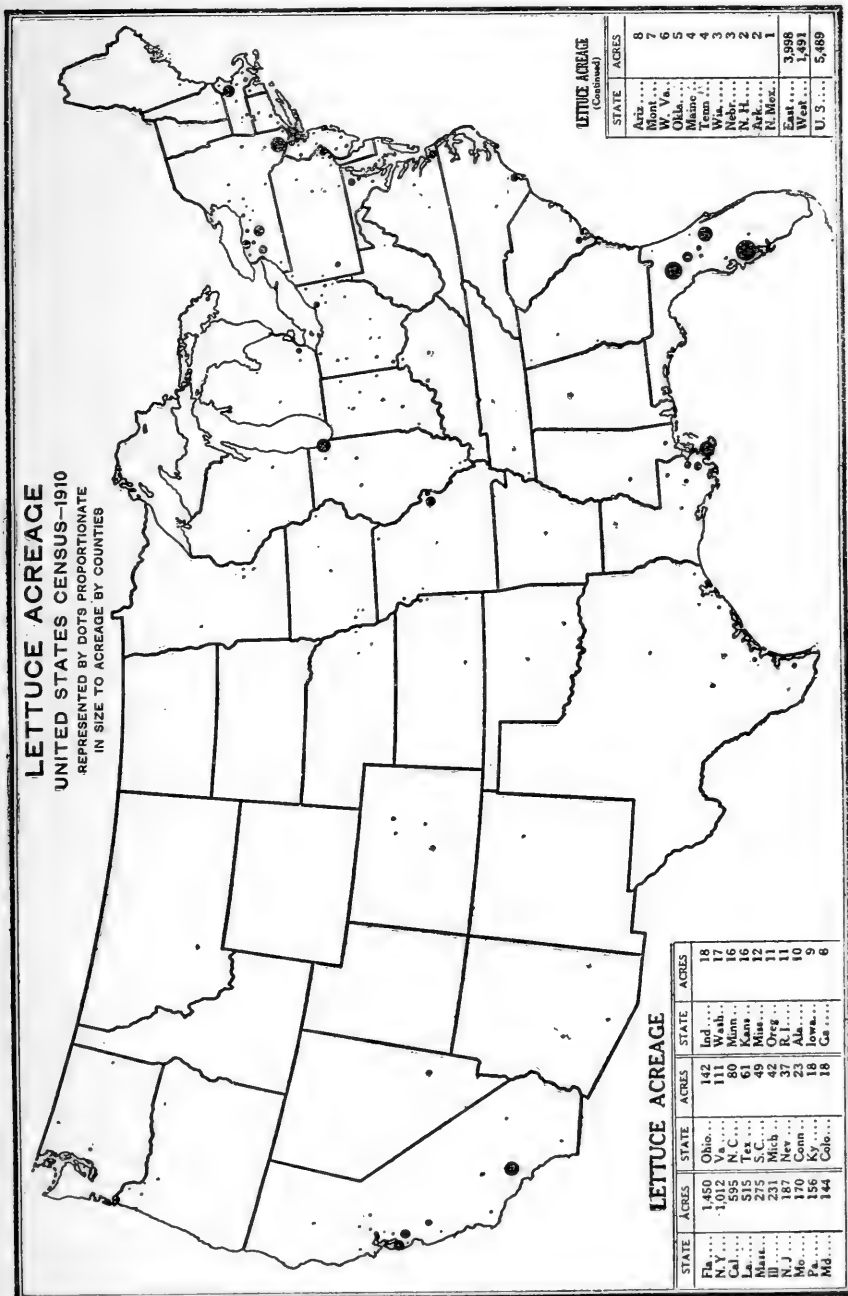 LETTUCE ACREAGE
UNITED STATES CENSUS—1910
REPRESENTED BY DOTS PROPORTIONATE
IN SIZE TO ACREAGE BY COUNTIES
LETTUCE ACREAGE
STATE ACRES STATE ACRES STATE ACRES
Fla.... 1,450 Ohio.... 142 Ind.... 18
N.Y.... 1,012 Va.... 111 Wash... 17
Cal.... 595 N.C.... 80 Minn... 16
La.... 515 Tex.... 61 Kans... 16
Mass... 275 S.C.... 49 Miss... 12
Ill.... 231 Mich... 42 Oreg... 11
N.J.... 187 Nev.... 37 R.I.... 11
Mo.... 170 Conn... 23 Ala.... 10
Pa.... 156 Ky.... 18 Iowa... 9
Md.... 144 Colo... 18 Ga.... 8
LETTUCE ACREAGE
(Continued)
STATE ACRES
Ariz.... 8
Mont... 7
W. Va.. 6
Okla.... 5
Maine.. 4
Tenn... 4
Wis.... 3
Nebr... 3
N. H... 2
Ark.... 2
N. Mex. 1
East.... 3,998
West... 1,491
U. S.... 5,489